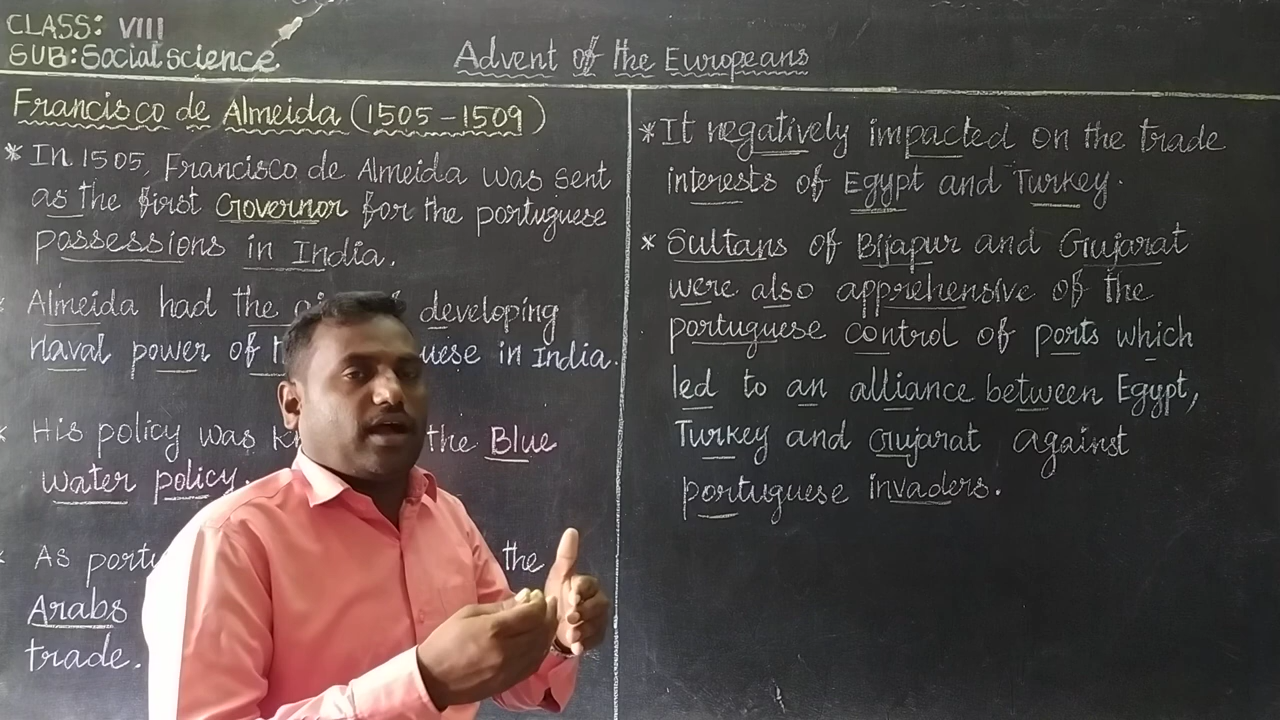 CLASS: VIII
SUB: Social science
Advent of the Europeans
Francisco de Almeida (1505-1509)
* In 1505, Francisco de Almeida was sent
as the first Governor for the portuguese
possessions in India.
* Almeida had the developing
naval power of in India.
* His policy was the Blue
water policy.
* As the
Arabs
trade.
* It negatively impacted on the trade
interests of Egypt and Turkey.
* Sultans of Bijapur and Gujarat
were also apprehensive of the
portuguese control of ports which
led to an alliance between Egypt,
Turkey and Gujarat against
portuguese invaders.